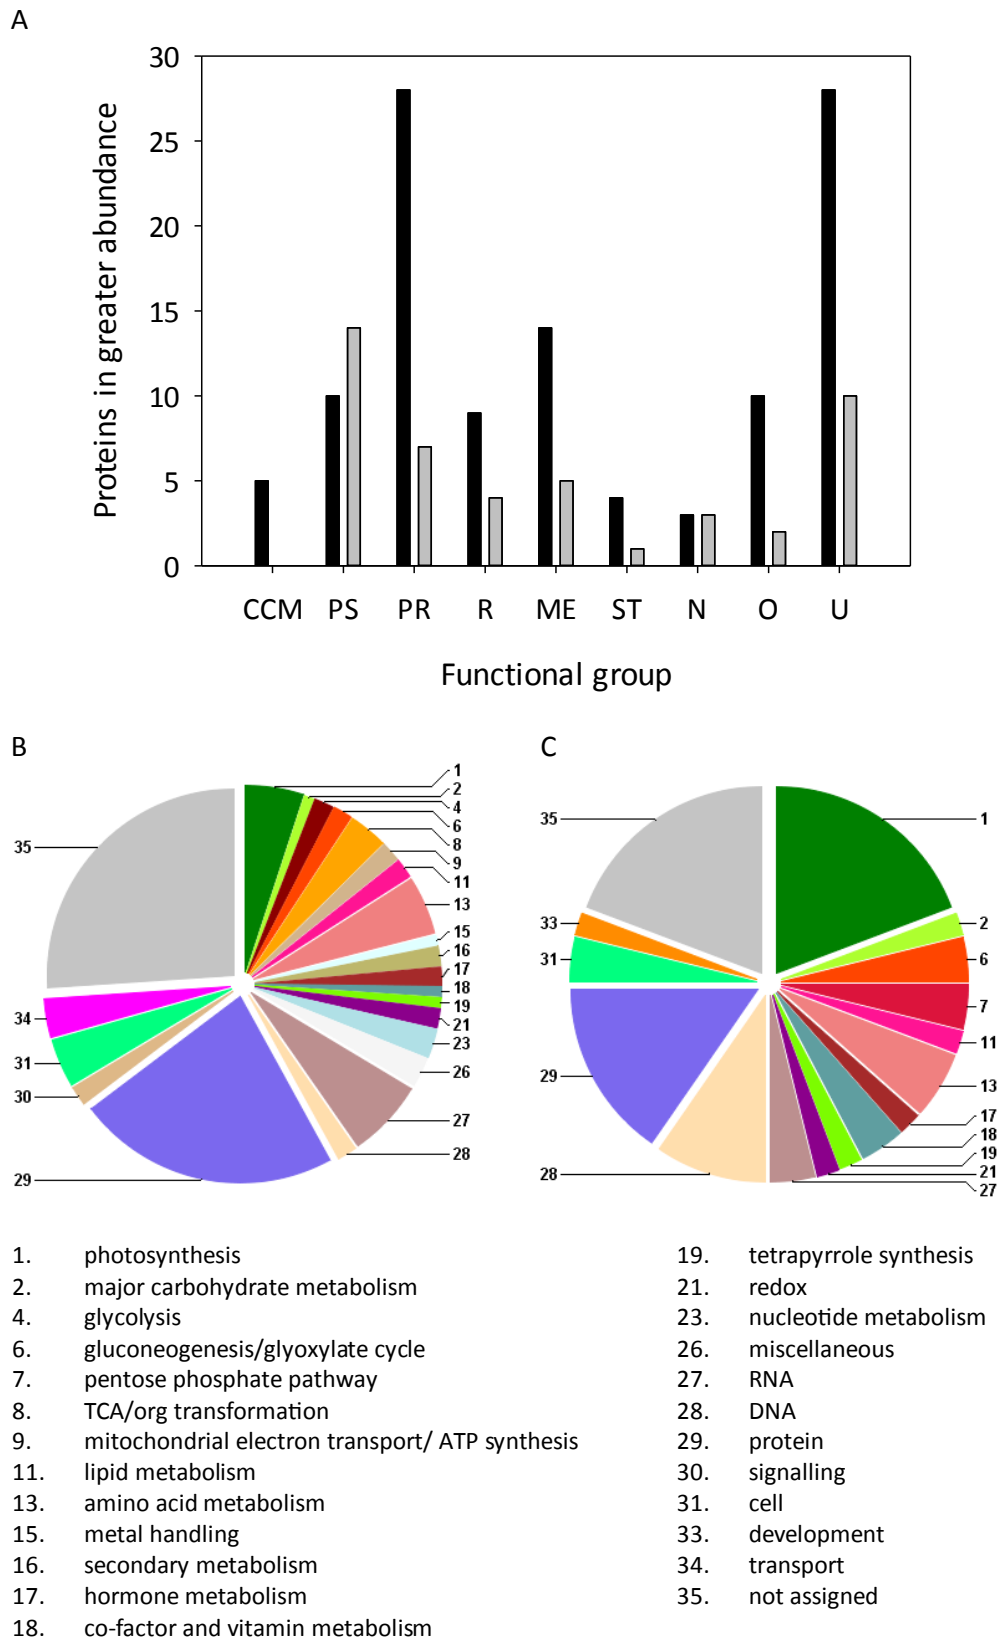 A
30
25
20
15
10
5
0
Proteins in greater abundance
CCM PS PR R ME ST N O U
Functional group
B
1
2
4
6
8
9
11
13
15
16
17
18
19
21
23
26
27
28
29
30
31
34
35
C
1
2
6
7
11
13
17
18
19
21
27
28
29
31
33
35
1. photosynthesis
2. major carbohydrate metabolism
4. glycolysis
6. gluconeogenesis/glyoxylate cycle
7. pentose phosphate pathway
8. TCA/org transformation
9. mitochondrial electron transport/ ATP synthesis
11. lipid metabolism
13. amino acid metabolism
15. metal handling
16. secondary metabolism
17. hormone metabolism
18. co-factor and vitamin metabolism
19. tetrapyrrole synthesis
21. redox
23. nucleotide metabolism
26. miscellaneous
27. RNA
28. DNA
29. protein
30. signalling
31. cell
33. development
34. transport
35. not assigned